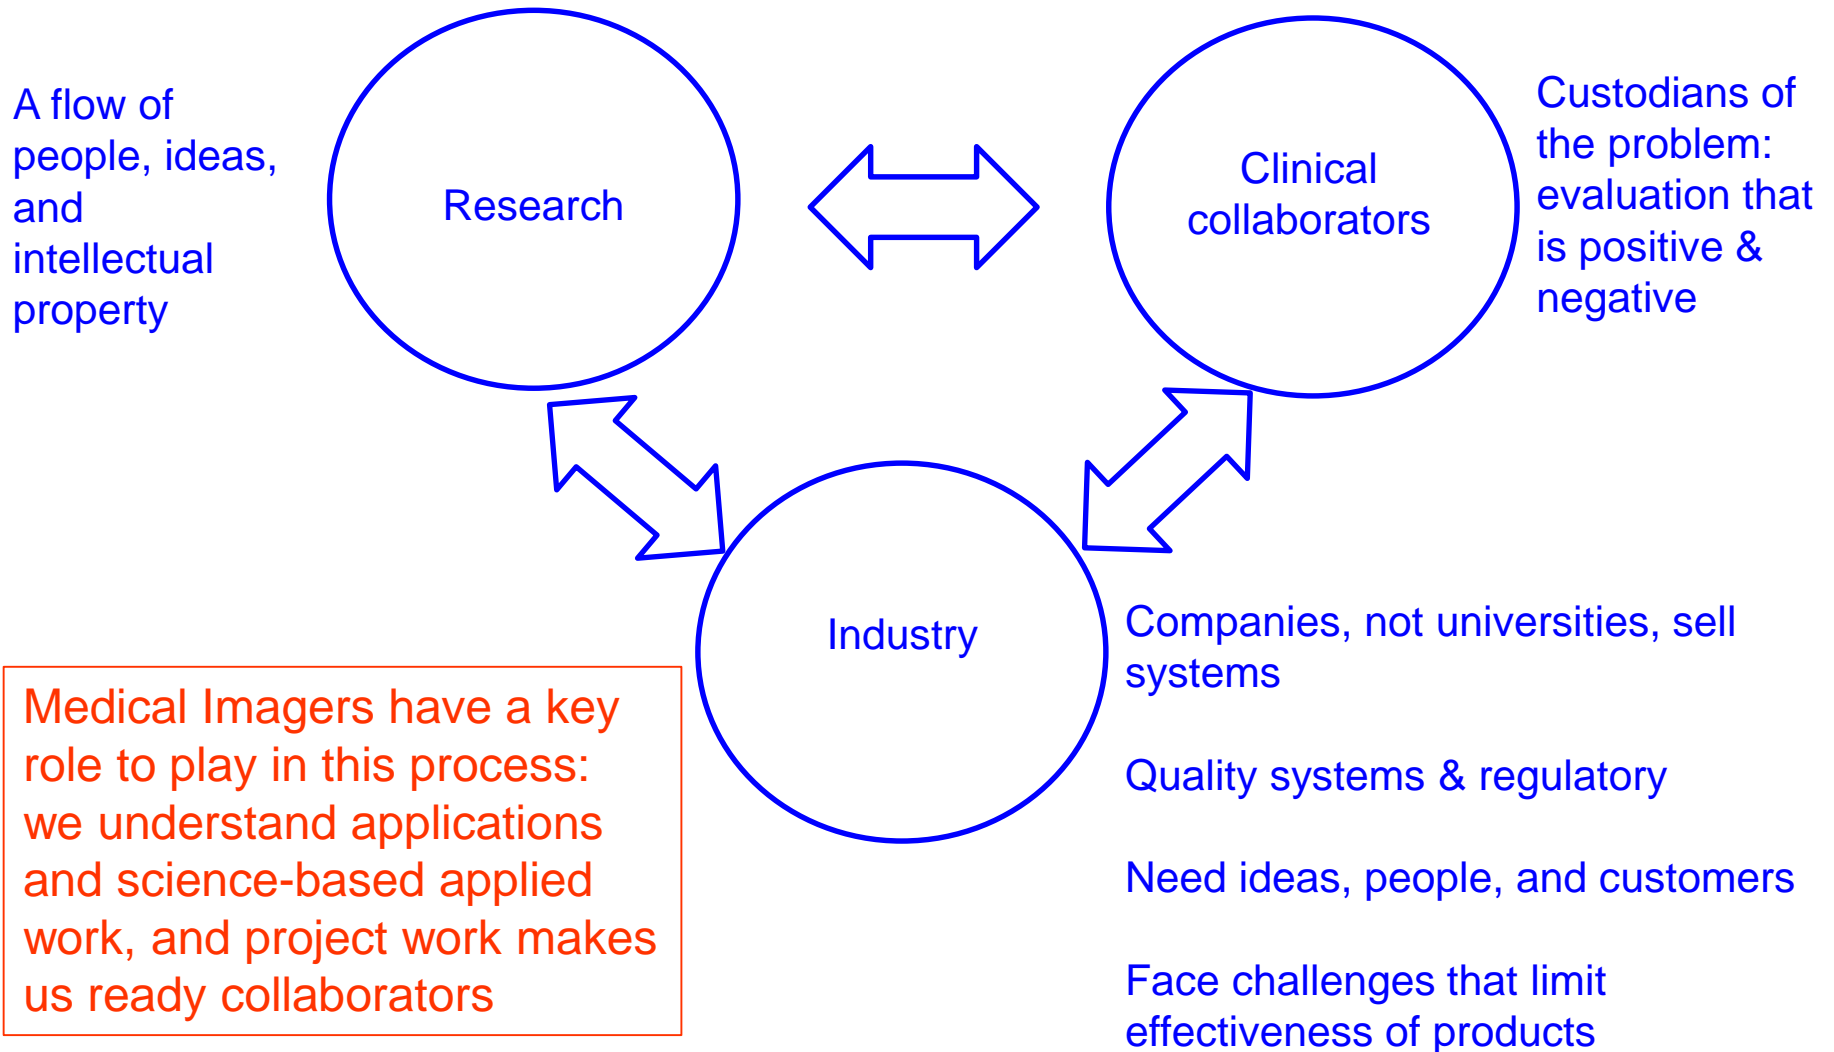 A flow of
people, ideas,
and
intellectual
property
Research
Clinical
collaborators
Custodians of
the problem:
evaluation that
is positive &
negative
Industry
Companies, not universities, sell
systems
Quality systems & regulatory
Need ideas, people, and customers
Face challenges that limit
effectiveness of products
Medical Imagers have a key
role to play in this process:
we understand applications
and science-based applied
work, and project work makes
us ready collaborators